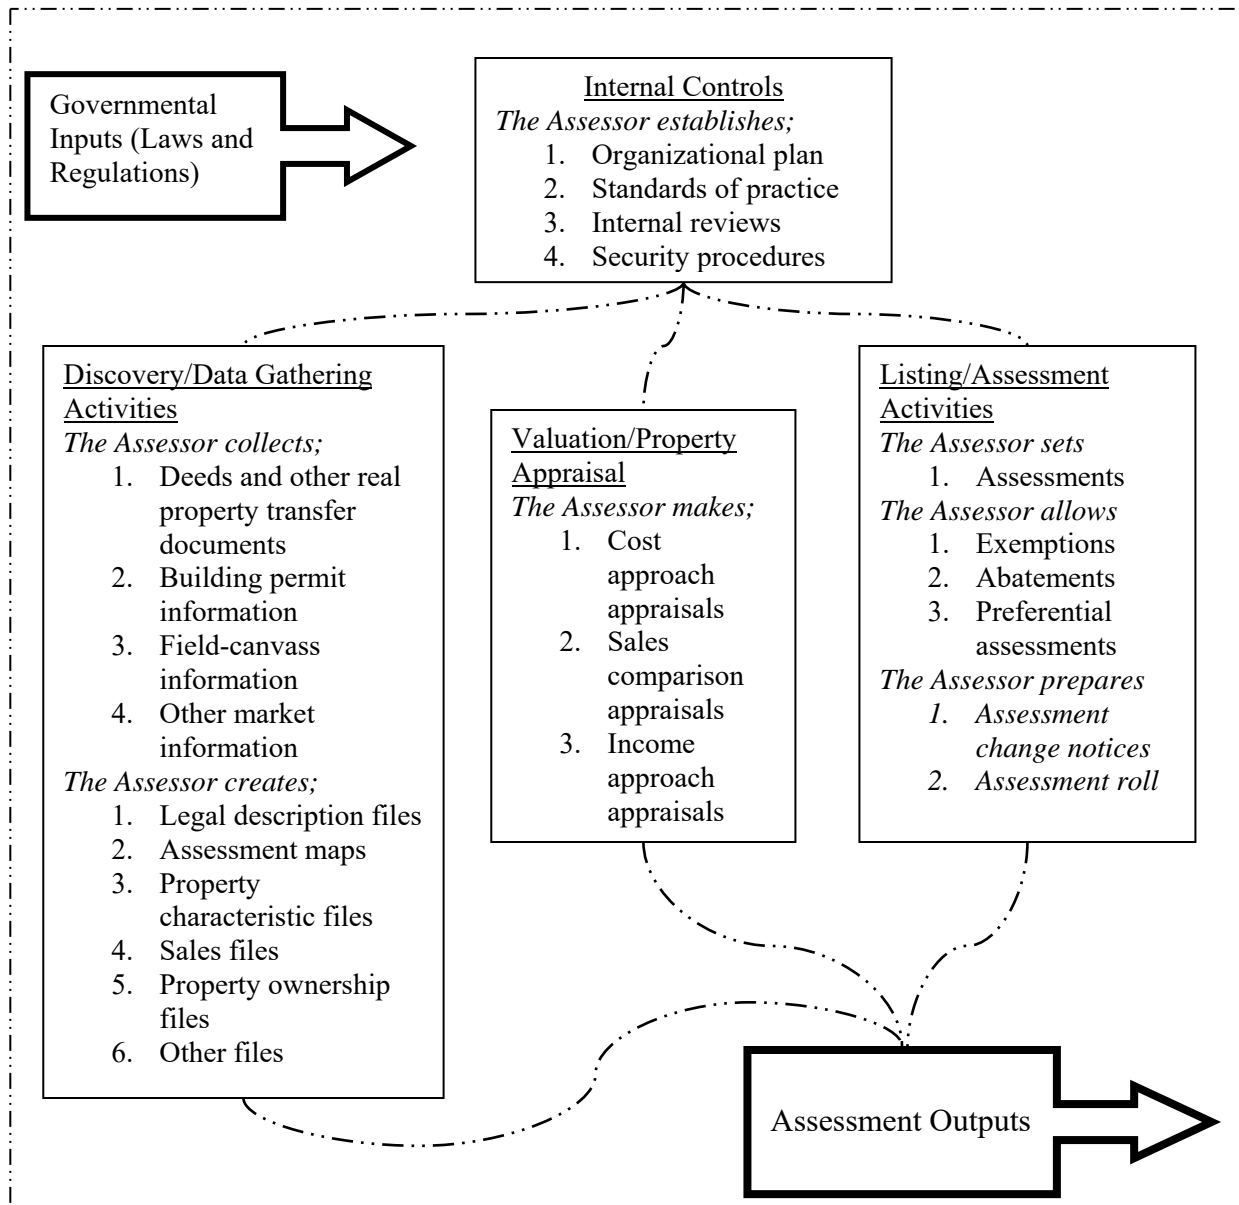 Governmental
Inputs (Laws and
Regulations)
Internal Controls
The Assessor establishes;
1. Organizational plan
2. Standards of practice
3. Internal reviews
4. Security procedures
Discovery/Data Gathering
Activities
The Assessor collects;
1. Deeds and other real
property transfer
documents
2. Building permit
information
3. Field-canvass
information
4. Other market
information
The Assessor creates;
1. Legal description files
2. Assessment maps
3. Property
characteristic files
4. Sales files
5. Property ownership
files
6. Other files
Valuation/Property
Appraisal
The Assessor makes;
1. Cost
approach
appraisals
2. Sales
comparison
appraisals
3. Income
approach
appraisals
Listing/Assessment
Activities
The Assessor sets
1. Assessments
The Assessor allows
1. Exemptions
2. Abatements
3. Preferential
assessments
The Assessor prepares
1. Assessment
change notices
2. Assessment roll
Assessment Outputs